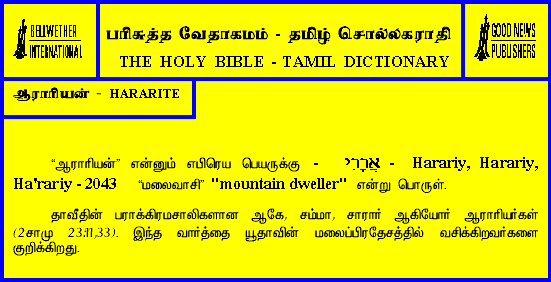 BELLWETHER
INTERNATIONAL
பரிசுத்த வேதாகமம் - தமிழ் சொல்லகராதி
THE HOLY BIBLE - TAMIL DICTIONARY
GOOD NEWS
PUBLISHERS
ஆராரியன் - HARARITE
“ஆராரியன்” என்னும் எபிரெய பெயருக்கு - אֲרָרִי - Harariy, Harariy,
Ha'rariy - 2043 “மலைவாசி” "mountain dweller" என்று பொருள்.
தாவீதின் பராக்கிரமசாலிகளான ஆகே, சம்மா, சாரார் ஆகியோர் ஆராரியர்கள்
(2சாமு 23:11,33). இந்த வார்த்தை யூதாவின் மலைப்பிரதேசத்தில் வசிக்கிறவர்களை
குறிக்கிறது.